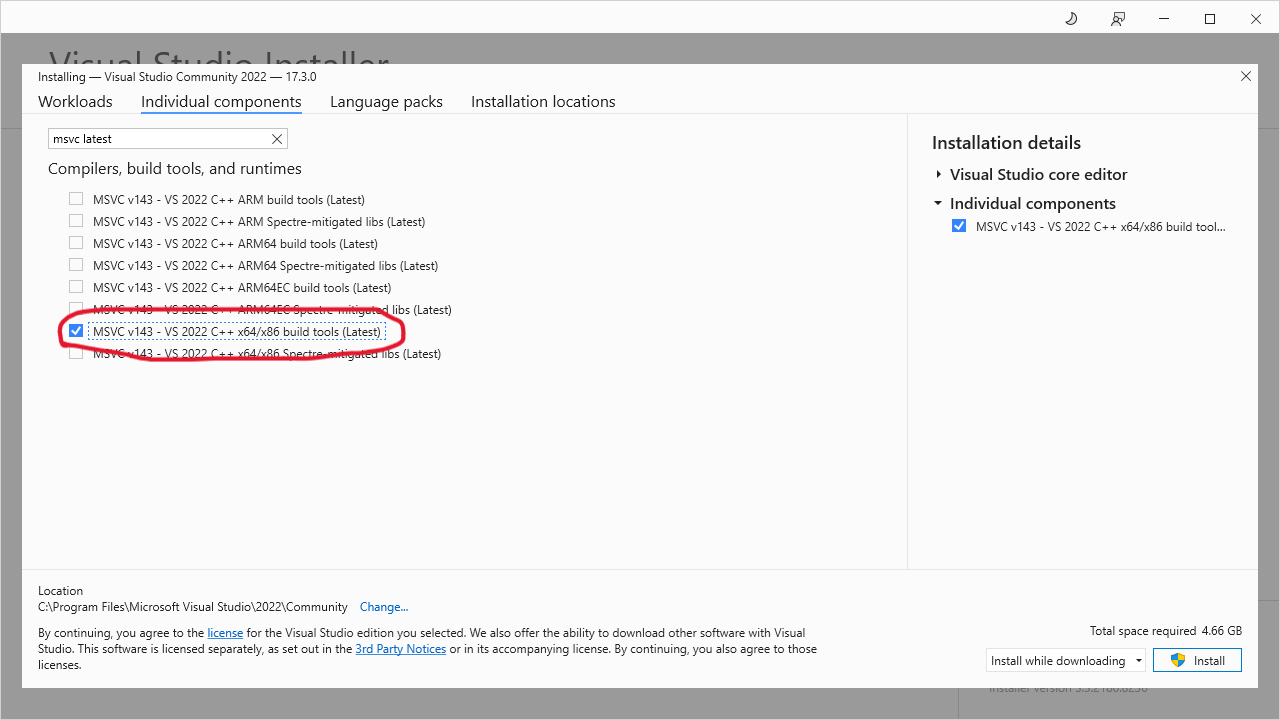 Visual Studio Installer
Installing — Visual Studio Community 2022 — 17.3.0
Workloads
Individual components
Language packs
Installation locations
msvc latest
Compilers, build tools, and runtimes
MSVC v143 - VS 2022 C++ ARM build tools (Latest)
MSVC v143 - VS 2022 C++ ARM Spectre-mitigated libs (Latest)
MSVC v143 - VS 2022 C++ ARM64 build tools (Latest)
MSVC v143 - VS 2022 C++ ARM64 Spectre-mitigated libs (Latest)
MSVC v143 - VS 2022 C++ ARM64EC build tools (Latest)
MSVC v143 - VS 2022 C++ ARM64EC Spectre-mitigated libs (Latest)
MSVC v143 - VS 2022 C++ x64/x86 build tools (Latest)
MSVC v143 - VS 2022 C++ x64/x86 Spectre-mitigated libs (Latest)
Installation details
Visual Studio core editor
Individual components
MSVC v143 - VS 2022 C++ x64/x86 build tool...
Location
C:\Program Files\Microsoft Visual Studio\2022\Community Change...
By continuing, you agree to the license for the Visual Studio edition you selected. We also offer the ability to download other software with Visual
Studio. This software is licensed separately, as set out in the 3rd Party Notices or in its accompanying license. By continuing, you also agree to those
licenses.
Total space required 4.66 GB
Install while downloading
Install
Installer version